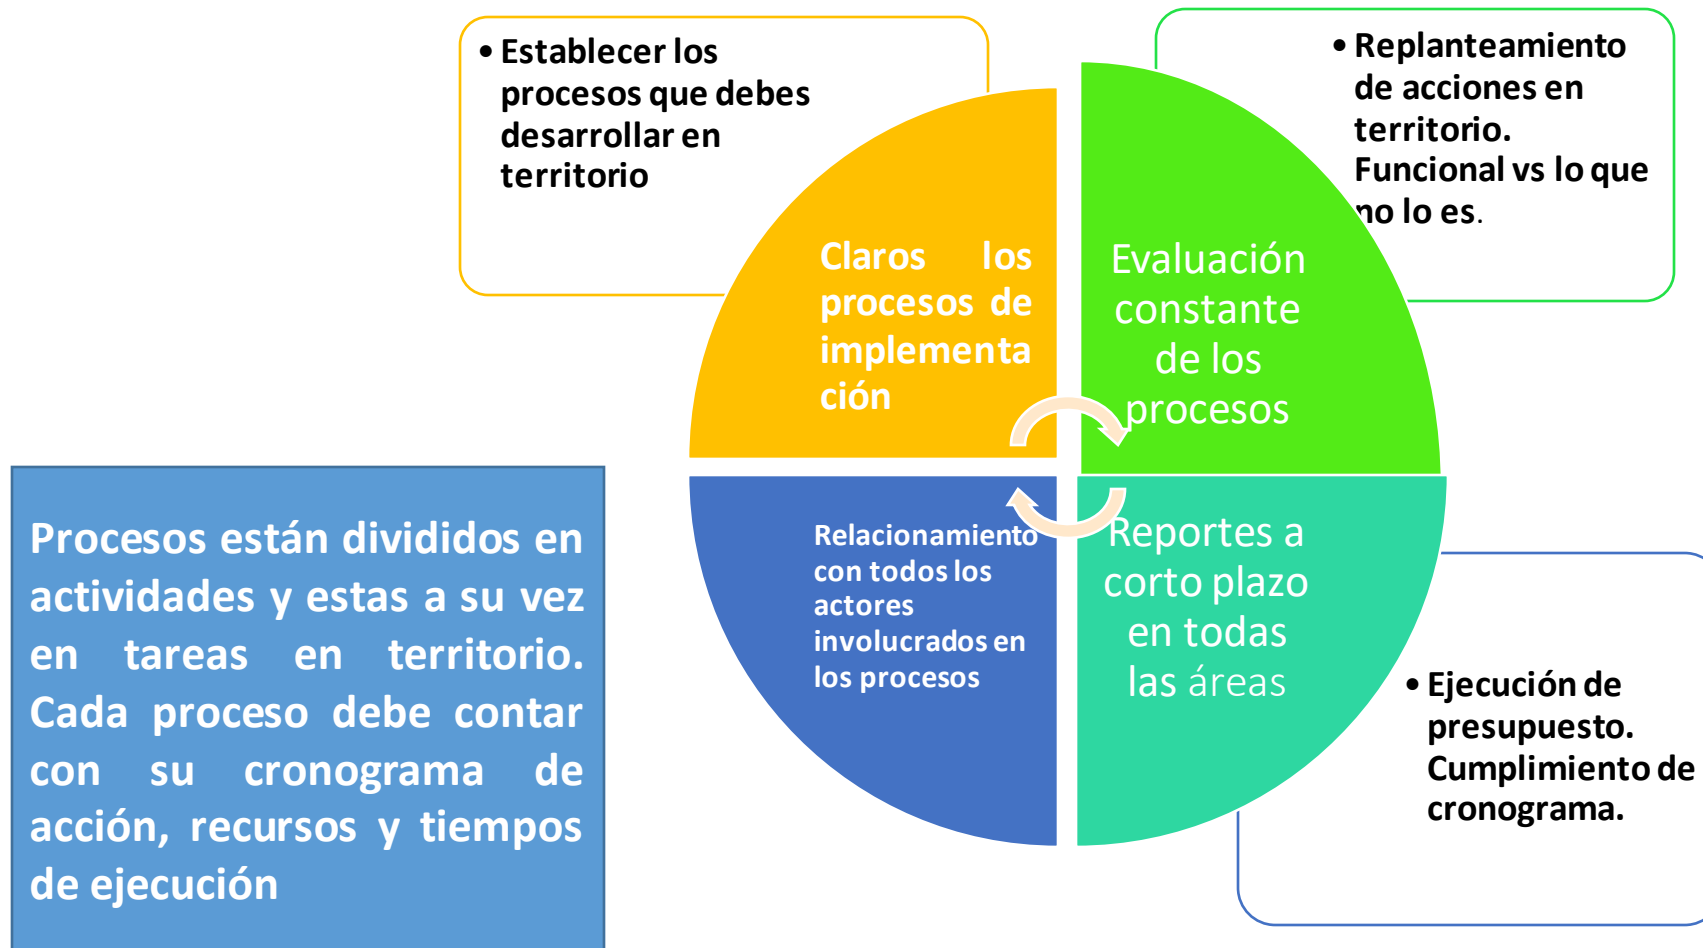 • Establecer los
procesos que debes
desarrollar en
territorio
• Replanteamiento
de acciones en
territorio.
Funcional vs lo que
no lo es.
Claros los
procesos de
implementa
ción
Evaluación
constante
de los
procesos
Relacionamiento
con todos los
actores
involucrados en
los procesos
Reportes a
corto plazo
en todas
las áreas
• Ejecución de
presupuesto.
Cumplimiento de
cronograma.
Procesos están divididos en
actividades y estas a su vez
en tareas en territorio.
Cada proceso debe contar
con su cronograma de
acción, recursos y tiempos
de ejecución